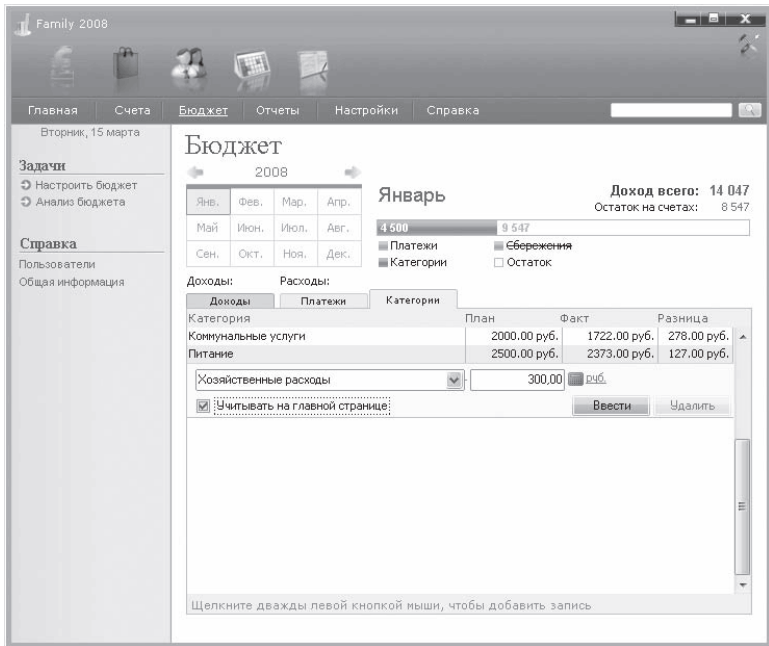 Family 2008
Главная Счета Бюджет Отчеты Настройки Справка
Вторник, 15 марта
Задачи
Настроить бюджет
Анализ бюджета
Справка
Пользователи
Общая информация
Бюджет
2008
Янв. Фев. Мар. Апр.
Май Июн. Июл. Авг.
Сен. Окт. Ноя. Дек.
Январь
Доход всего: 14 047
Остаток на счетах: 8 547
4 500 9 547
Платежи Сбережения
Категории Остаток
Доходы: Расходы:
Доходы Платежи Категории
Категория План Факт Разница
Коммунальные услуги 2000.00 руб. 1722.00 руб. 278.00 руб.
Питание 2500.00 руб. 2373.00 руб. 127.00 руб.
Хозяйственные расходы 300,00 руб.
Учитывать на главной странице Ввести Удалить
Щелкните дважды левой кнопкой мыши, чтобы добавить запись